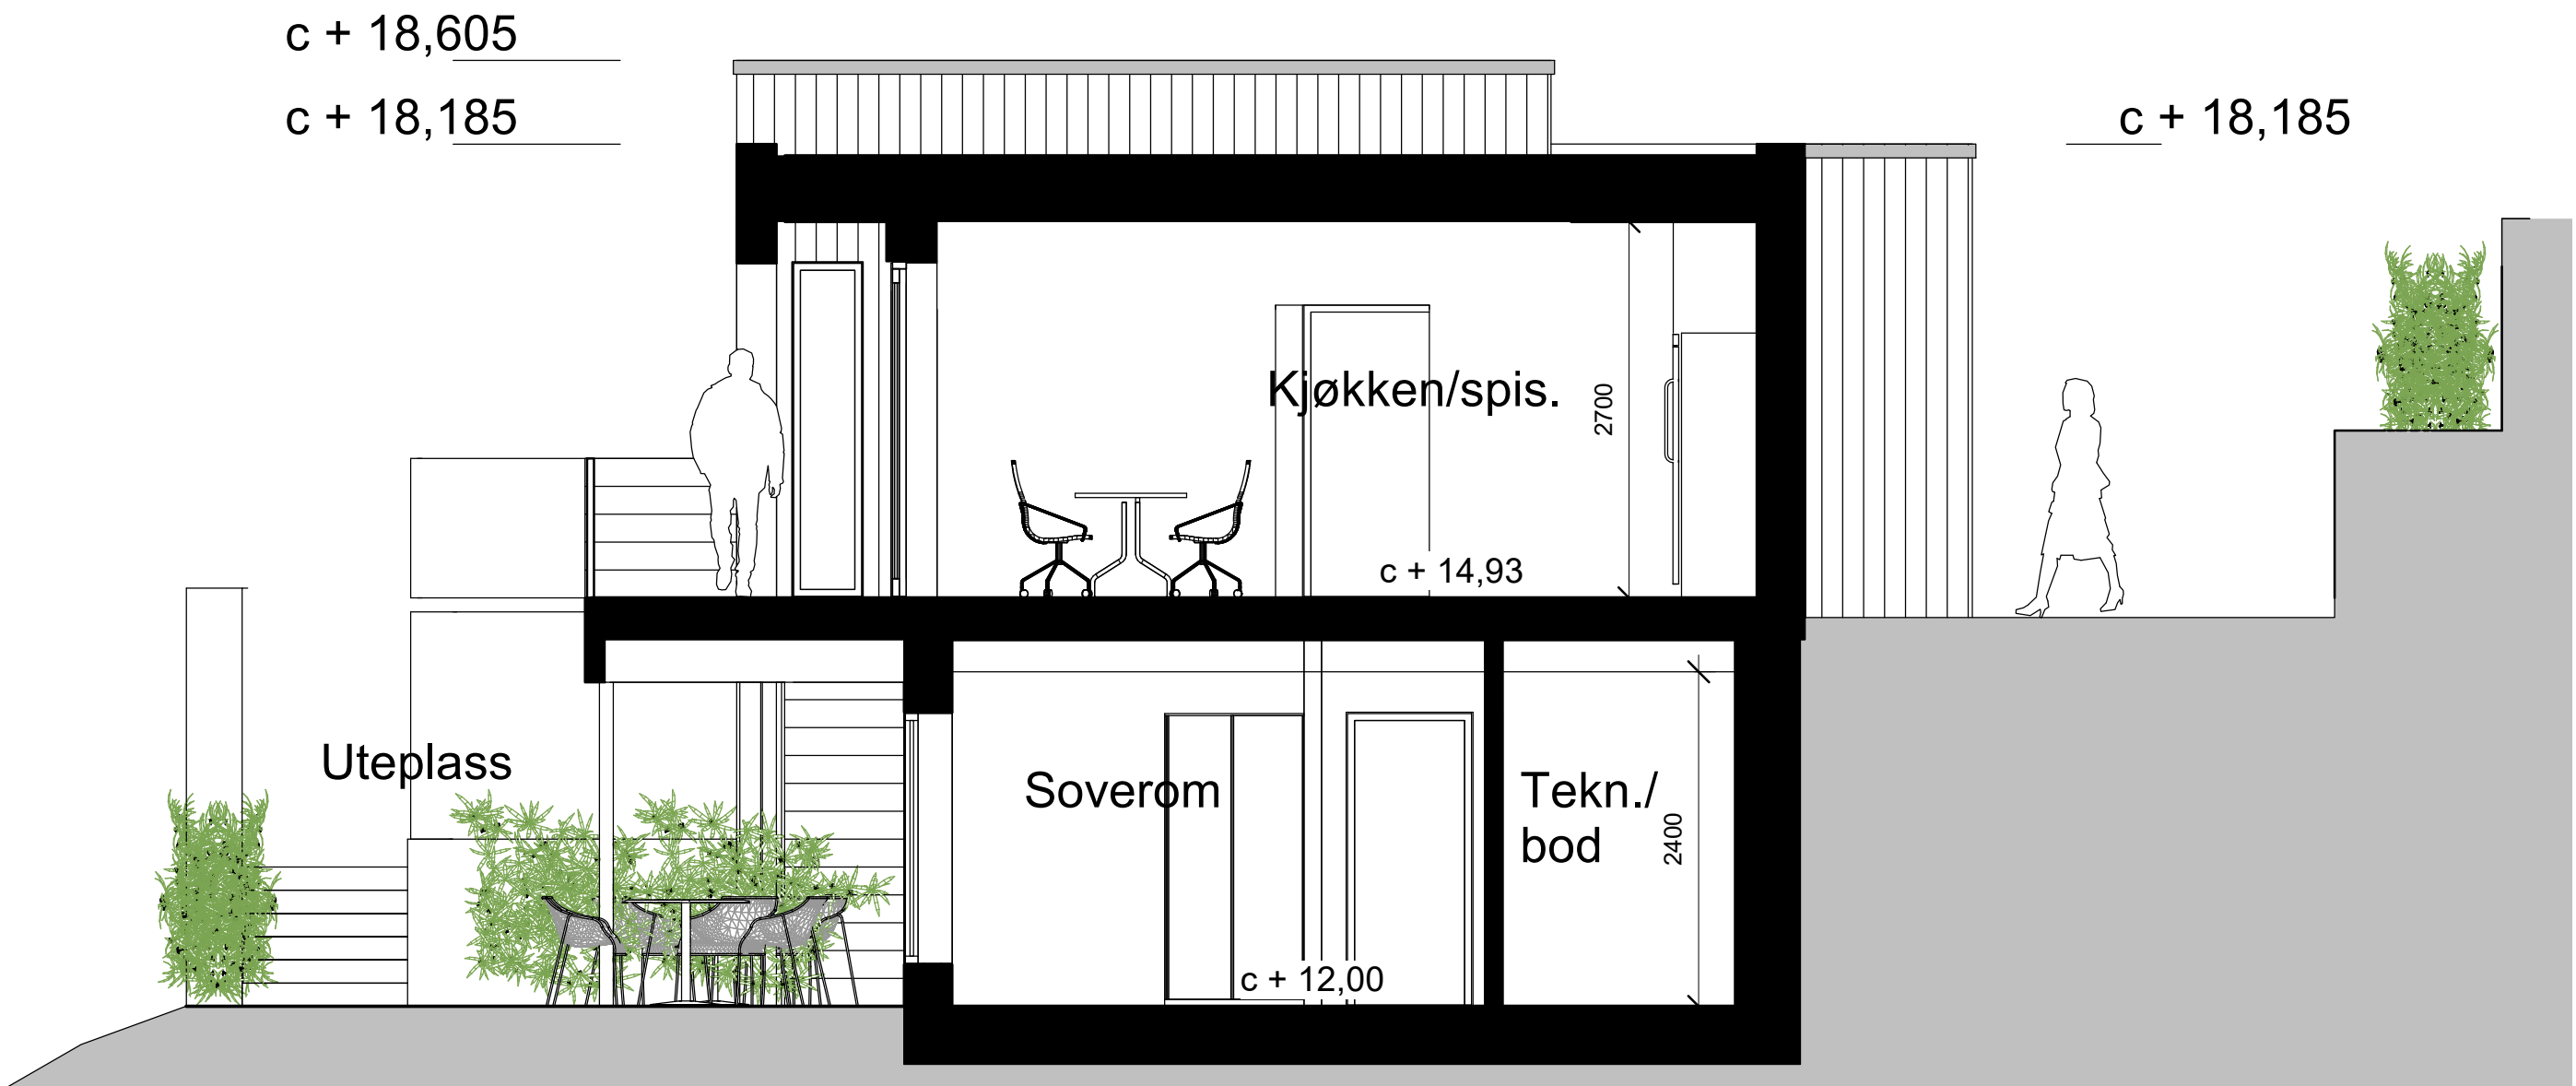 c + 18,605
c + 18,185
c + 18,185
Kjøkken/spis.
2700
c + 14,93
Uteplass
Soverom
Tekn./
bod
2400
c + 12,00